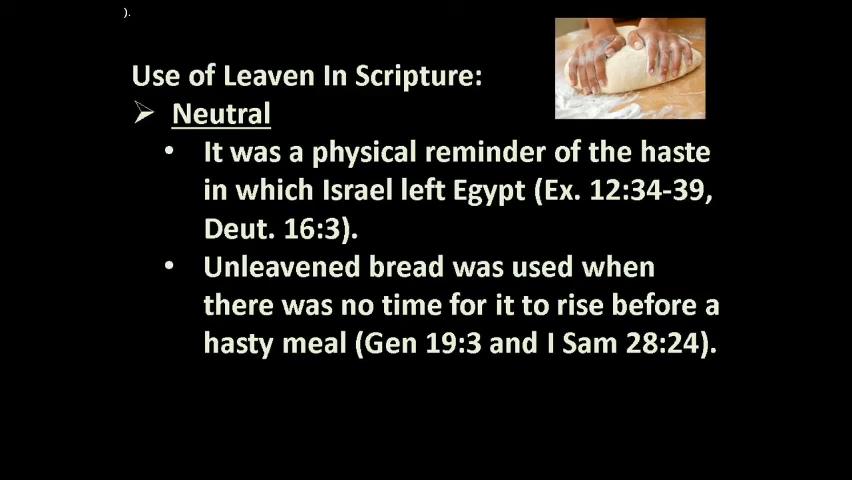 ).
Use of Leaven In Scripture:
➢ Neutral
• It was a physical reminder of the haste
in which Israel left Egypt (Ex. 12:34-39,
Deut. 16:3).
• Unleavened bread was used when
there was no time for it to rise before a
hasty meal (Gen 19:3 and I Sam 28:24).